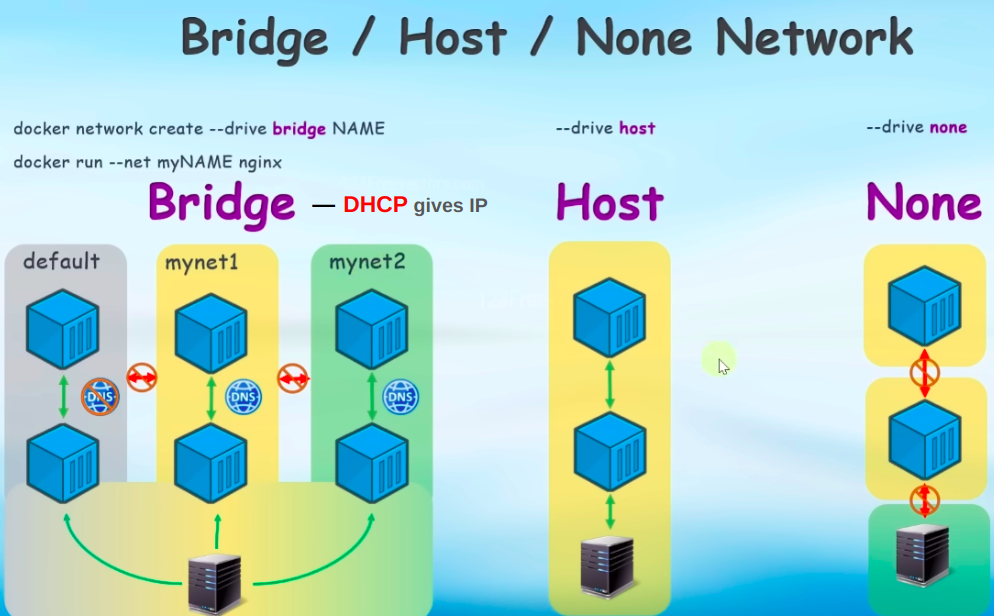 Bridge / Host / None Network
docker network create --drive bridge NAME
docker run --net myNAME nginx
--drive host
--drive none
Bridge — DHCP gives IP
Host
None
default
mynet1
mynet2
DNS
DNS
DNS